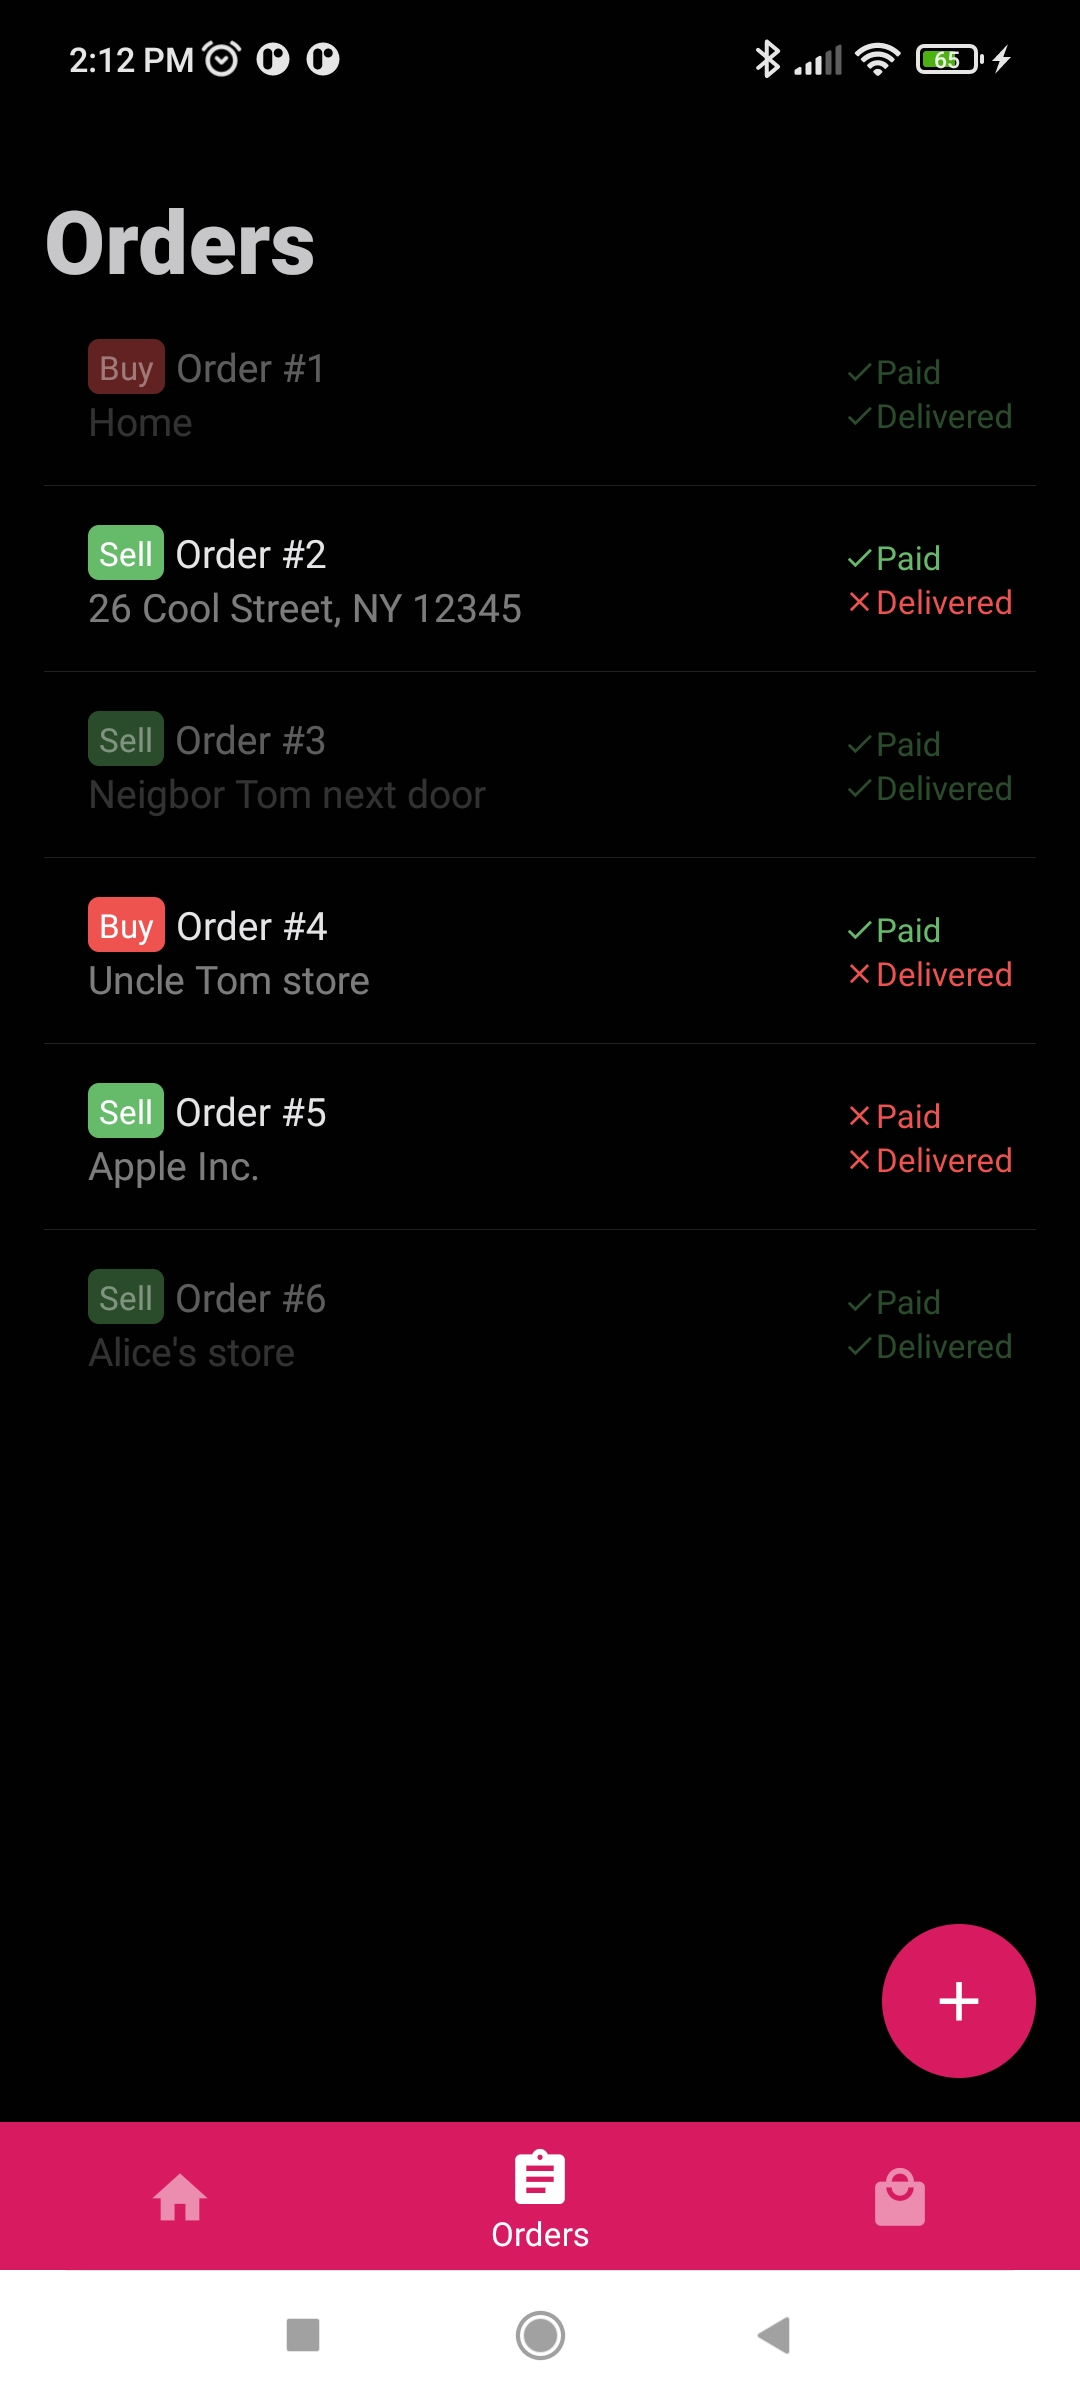 2:12 PM 65
Orders
Buy Order #1
Home
Paid
Delivered
Sell Order #2
26 Cool Street, NY 12345
Paid
Delivered
Sell Order #3
Neigbor Tom next door
Paid
Delivered
Buy Order #4
Uncle Tom store
Paid
Delivered
Sell Order #5
Apple Inc.
Paid
Delivered
Sell Order #6
Alice's store
Paid
Delivered
Orders